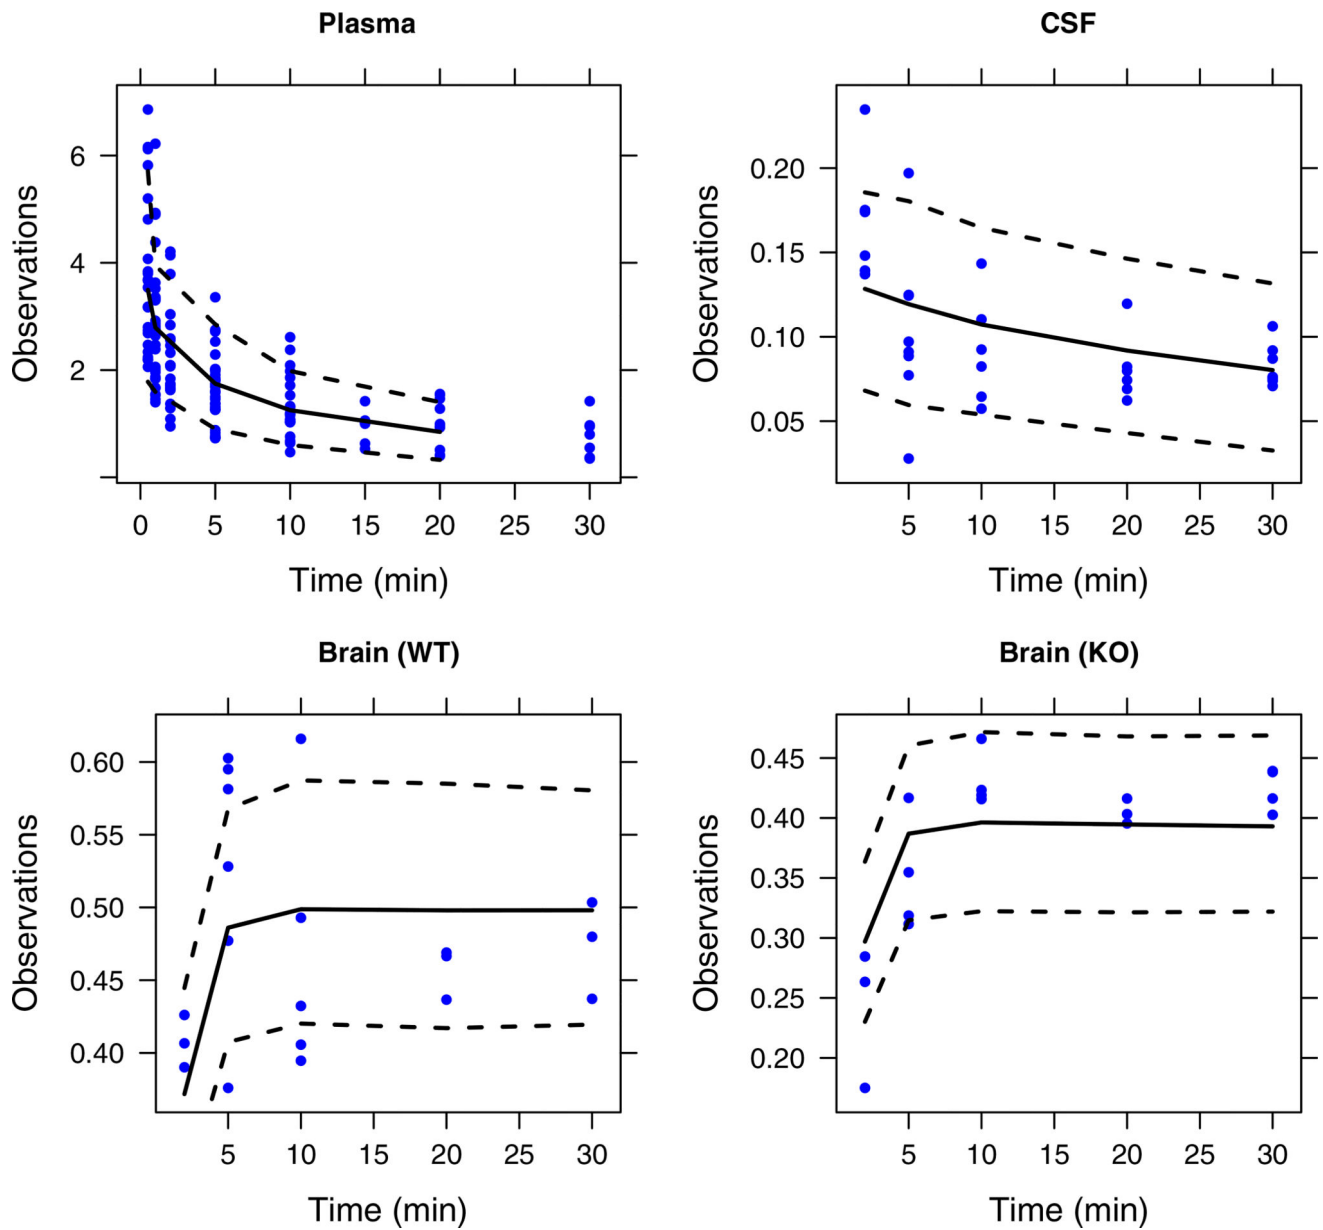 Plasma
Observations
6
4
2
0 5 10 15 20 25 30
Time (min)
CSF
Observations
0.20
0.15
0.10
0.05
5 10 15 20 25 30
Time (min)
Brain (WT)
Observations
0.60
0.55
0.50
0.45
0.40
5 10 15 20 25 30
Time (min)
Brain (KO)
Observations
0.45
0.40
0.35
0.30
0.25
0.20
5 10 15 20 25 30
Time (min)